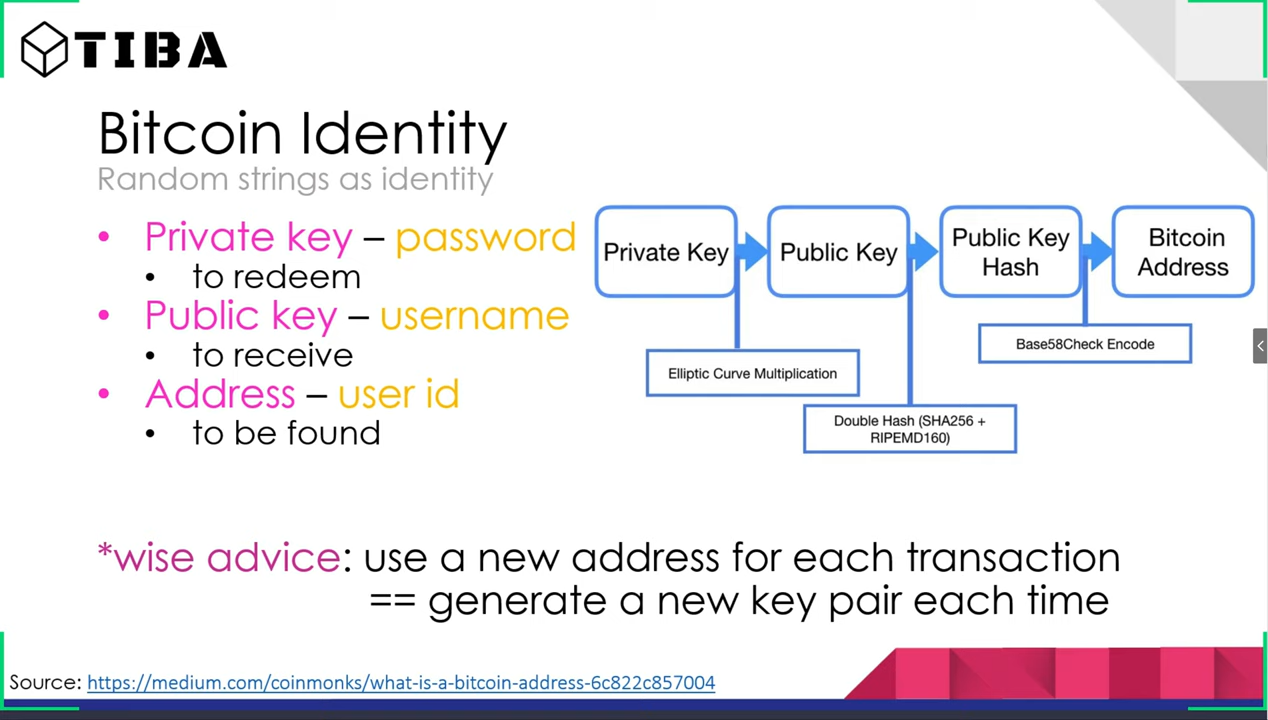 TIBA
Bitcoin Identity
Random strings as identity
• Private key – password
• to redeem
• Public key – username
• to receive
• Address – user id
• to be found
Private Key
Public Key
Public Key
Hash
Bitcoin
Address
Elliptic Curve Multiplication
Double Hash (SHA256 +
RIPEMD160)
Base58Check Encode
*wise advice: use a new address for each transaction
== generate a new key pair each time
Source: https://medium.com/coinmonks/what-is-a-bitcoin-address-6c822c857004